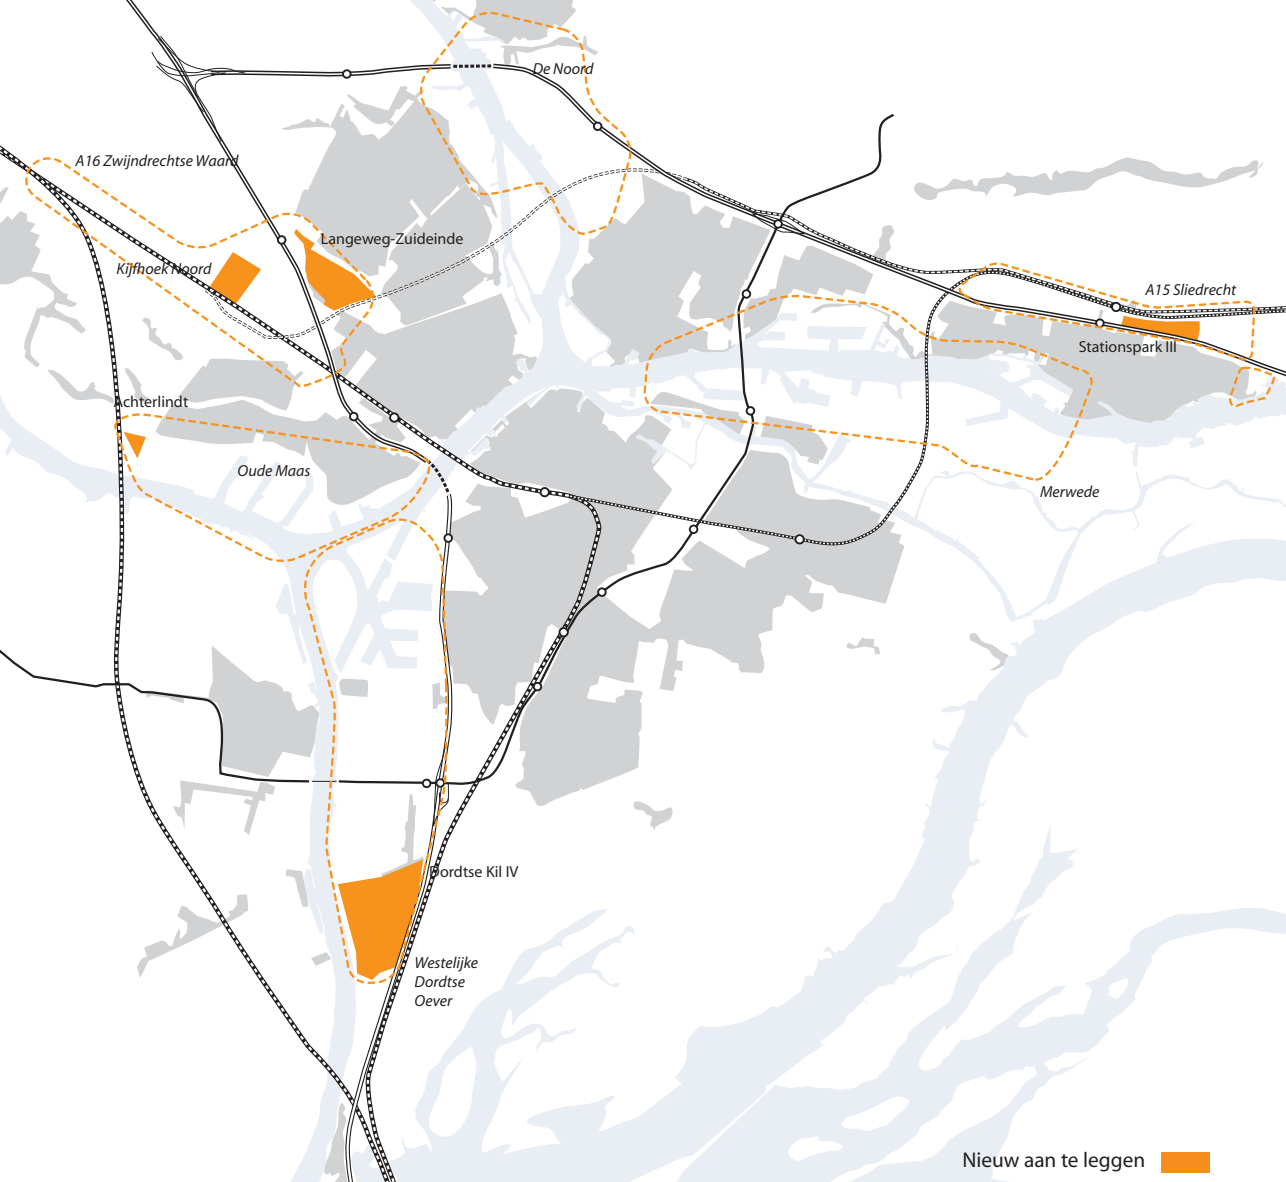 De Noord
A16 Zwijndrechtse Waard
Langeweg-Zuideinde
Kijfhoek Noord
A15 Sliedrecht
Stationspark III
Achterlindt
Oude Maas
Merwede
Dordtse Kil IV
Westelijke
Dordtse
Oever
Nieuw aan te leggen